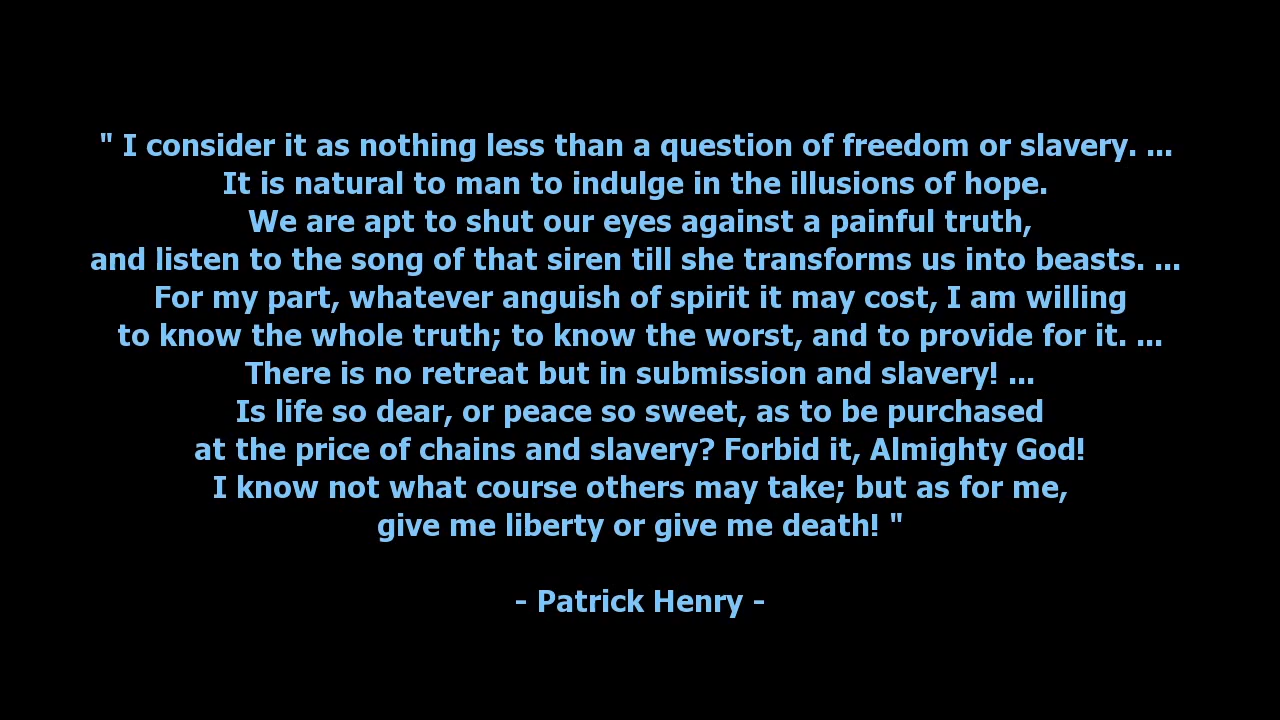 " I consider it as nothing less than a question of freedom or slavery. ...
It is natural to man to indulge in the illusions of hope.
We are apt to shut our eyes against a painful truth,
and listen to the song of that siren till she transforms us into beasts. ...
For my part, whatever anguish of spirit it may cost, I am willing
to know the whole truth; to know the worst, and to provide for it. ...
There is no retreat but in submission and slavery! ...
Is life so dear, or peace so sweet, as to be purchased
at the price of chains and slavery? Forbid it, Almighty God!
I know not what course others may take; but as for me,
give me liberty or give me death! "
- Patrick Henry -